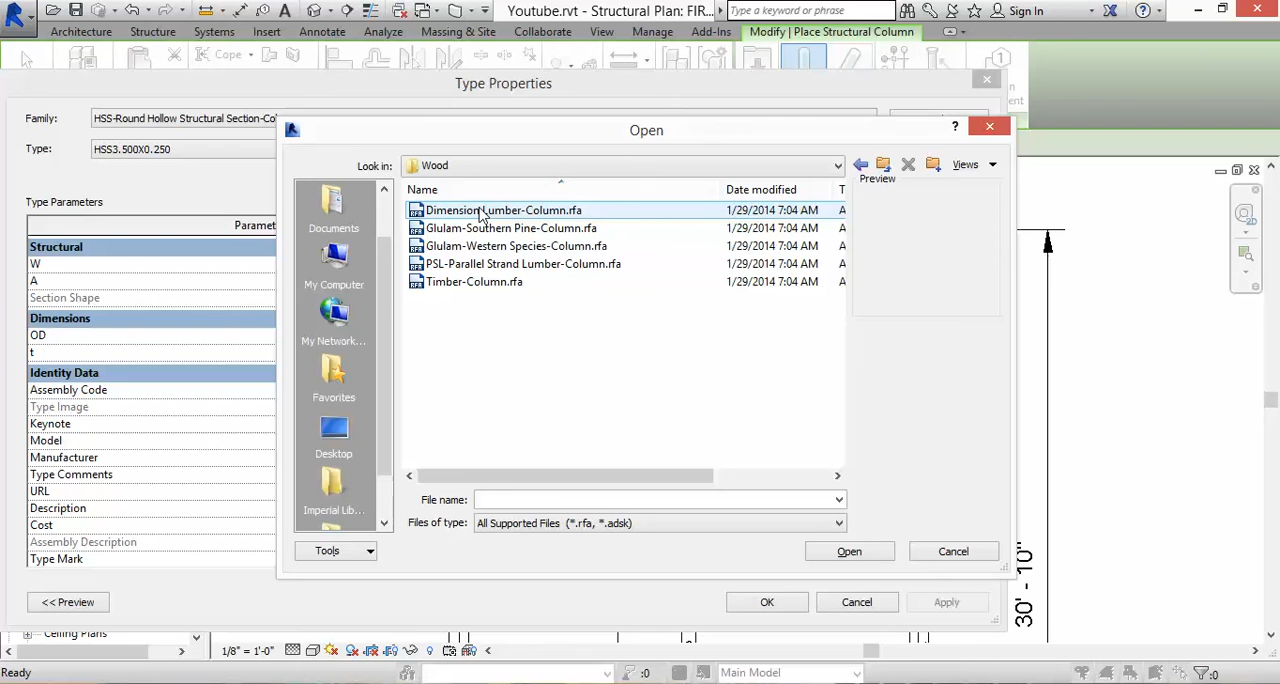 Youtube.rvt - Structural Plan: FIR...
Type a keyword or phrase
Sign In
Architecture Structure Systems Insert Annotate Analyze Massing & Site Collaborate View Manage Add-Ins Modify | Place Structural Column
Cope
Type Properties
Family: HSS-Round Hollow Structural Section-Co
Type: HSS3.500X0.250
Type Parameters
Paramet
Structural
W
A
Section Shape
Dimensions
OD
t
Identity Data
Assembly Code
Type Image
Keynote
Model
Manufacturer
Type Comments
URL
Description
Cost
Assembly Description
Type Mark
<< Preview OK Cancel Apply
Open
Look in: Wood Views
Preview
Name Date modified T
Dimension Lumber-Column.rfa 1/29/2014 7:04 AM A
Glulam-Southern Pine-Column.rfa 1/29/2014 7:04 AM A
Glulam-Western Species-Column.rfa 1/29/2014 7:04 AM A
PSL-Parallel Strand Lumber-Column.rfa 1/29/2014 7:04 AM A
Timber-Column.rfa 1/29/2014 7:04 AM A
Documents
My Computer
My Network...
Favorites
Desktop
Imperial Lib...
File name:
Files of type: All Supported Files (*.rfa, *.adsk)
Tools Open Cancel
30' - 10"
Ceiling Plans
1/8" = 1'-0"
Ready :0 Main Model :0